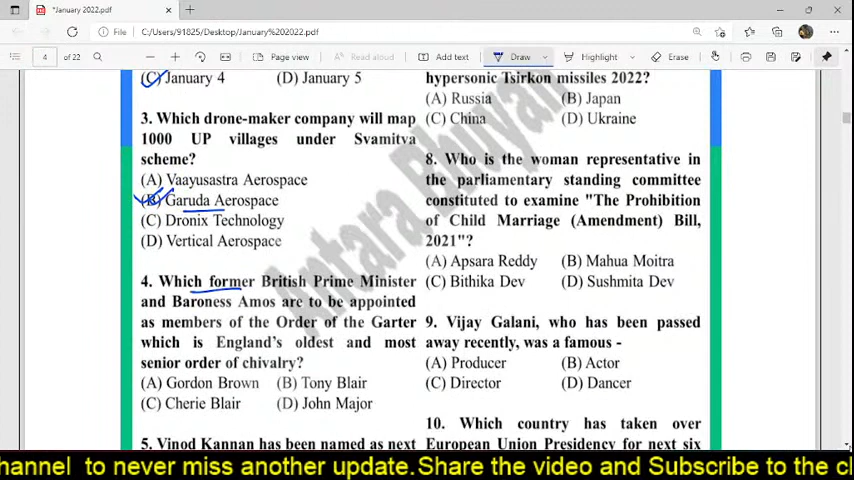 *January 2022.pdf
File | C:/Users/91825/Desktop/January%202022.pdf
4 of 22
Page view
Read aloud
Add text
Draw
Highlight
Erase
(C) January 4 (D) January 5
3. Which drone-maker company will map
1000 UP villages under Svamitva
scheme?
(A) Vaayusastra Aerospace
(B) Garuda Aerospace
(C) Dronix Technology
(D) Vertical Aerospace
4. Which former British Prime Minister
and Baroness Amos are to be appointed
as members of the Order of the Garter
which is England's oldest and most
senior order of chivalry?
(A) Gordon Brown (B) Tony Blair
(C) Cherie Blair (D) John Major
5. Vinod Kannan has been named as next
hypersonic Tsirkon missiles 2022?
(A) Russia (B) Japan
(C) China (D) Ukraine
8. Who is the woman representative in
the parliamentary standing committee
constituted to examine "The Prohibition
of Child Marriage (Amendment) Bill,
2021"?
(A) Apsara Reddy (B) Mahua Moitra
(C) Bithika Dev (D) Sushmita Dev
9. Vijay Galani, who has been passed
away recently, was a famous -
(A) Producer (B) Actor
(C) Director (D) Dancer
10. Which country has taken over
European Union Presidency for next six
Antara Bhuyan
hannel to never miss another update.Share the video and Subscribe to the cl